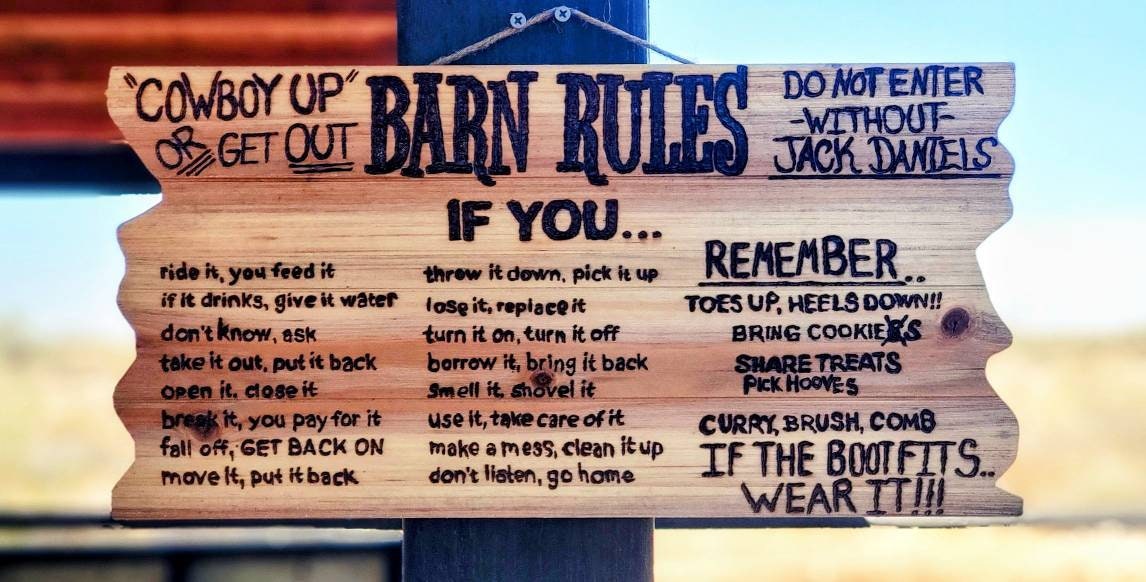 "COWBOY UP"
OR GET OUT
BARN RULES
DO NOT ENTER
-WITHOUT-
JACK DANIELS
IF YOU...
ride it, you feed it
if it drinks, give it water
don't know, ask
take it out, put it back
open it, close it
break it, you pay for it
fall off, GET BACK ON
move it, put it back
throw it down, pick it up
lose it, replace it
turn it on, turn it off
borrow it, bring it back
smell it, shovel it
use it, take care of it
make a mess, clean it up
don't listen, go home
REMEMBER..
TOES UP, HEELS DOWN!!
BRING COOKIES
SHARE TREATS
PICK HOOVES
CURRY, BRUSH, COMB
IF THE BOOT FITS..
WEAR IT!!!